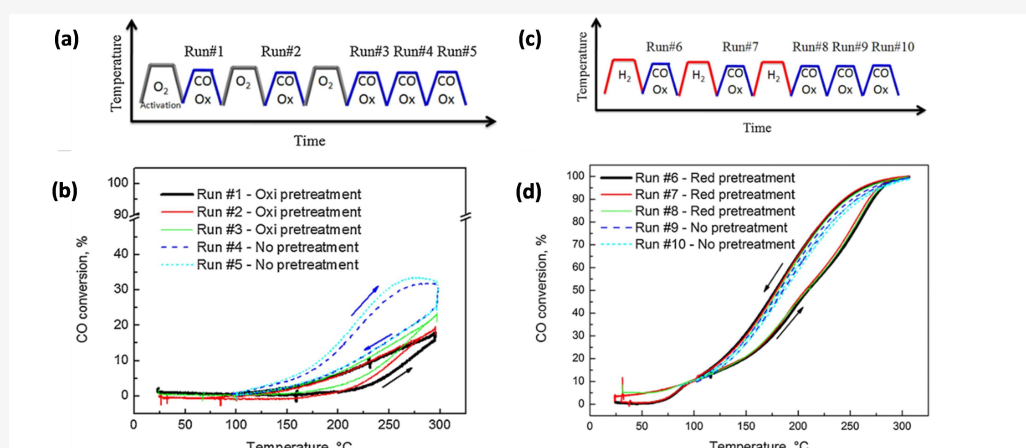 (a)
Temperature
Run#1
Run#2
Run#3 Run#4 Run#5
O2
Activation
CO
Ox
O2
CO
Ox
O2
CO
Ox
CO
Ox
CO
Ox
Time
(c)
Temperature
Run#6
Run#7
Run#8 Run#9 Run#10
H2
CO
Ox
H2
CO
Ox
H2
CO
Ox
CO
Ox
CO
Ox
Time
(b)
CO conversion, %
100
90
40
30
20
10
0
Run #1 - Oxi pretreatment
Run #2 - Oxi pretreatment
Run #3 - Oxi pretreatment
Run #4 - No pretreatment
Run #5 - No pretreatment
0 50 100 150 200 250 300
Temperature, °C
(d)
CO conversion, %
100
90
80
70
60
50
40
30
20
10
0
Run #6 - Red pretreatment
Run #7 - Red pretreatment
Run #8 - Red pretreatment
Run #9 - No pretreatment
Run #10 - No pretreatment
0 50 100 150 200 250 300
Temperature, °C